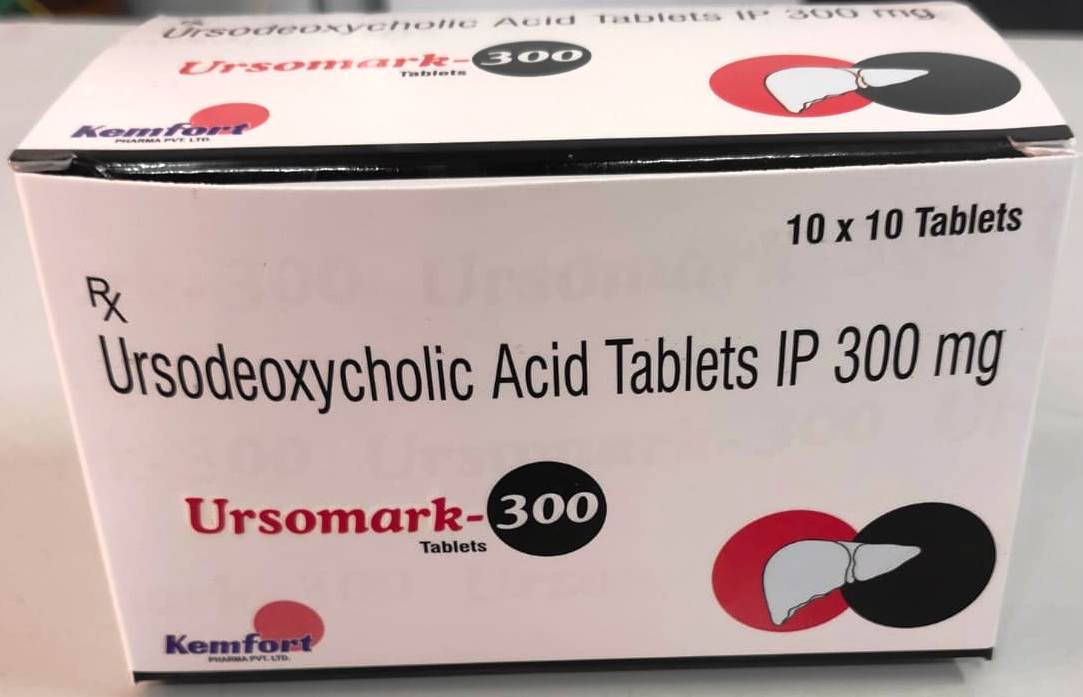 Ursodeoxycholic Acid Tablets IP 300 mg
Ursomark-300
Tablets
Kemfort
PHARMA PVT. LTD.
10 x 10 Tablets
Rx
Ursodeoxycholic Acid Tablets IP 300 mg
Ursomark-300
Tablets
Kemfort
PHARMA PVT. LTD.